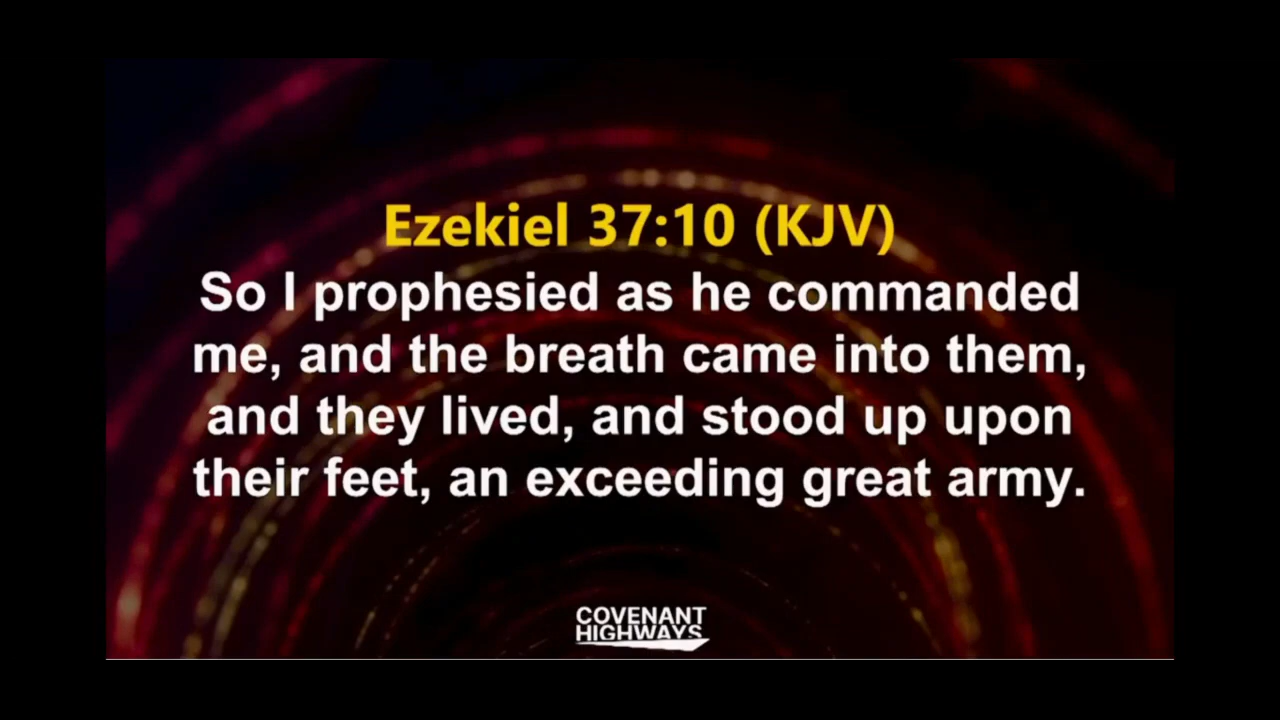 Ezekiel 37:10 (KJV)
So I prophesied as he commanded
me, and the breath came into them,
and they lived, and stood up upon
their feet, an exceeding great army.
COVENANT
HIGHWAYS